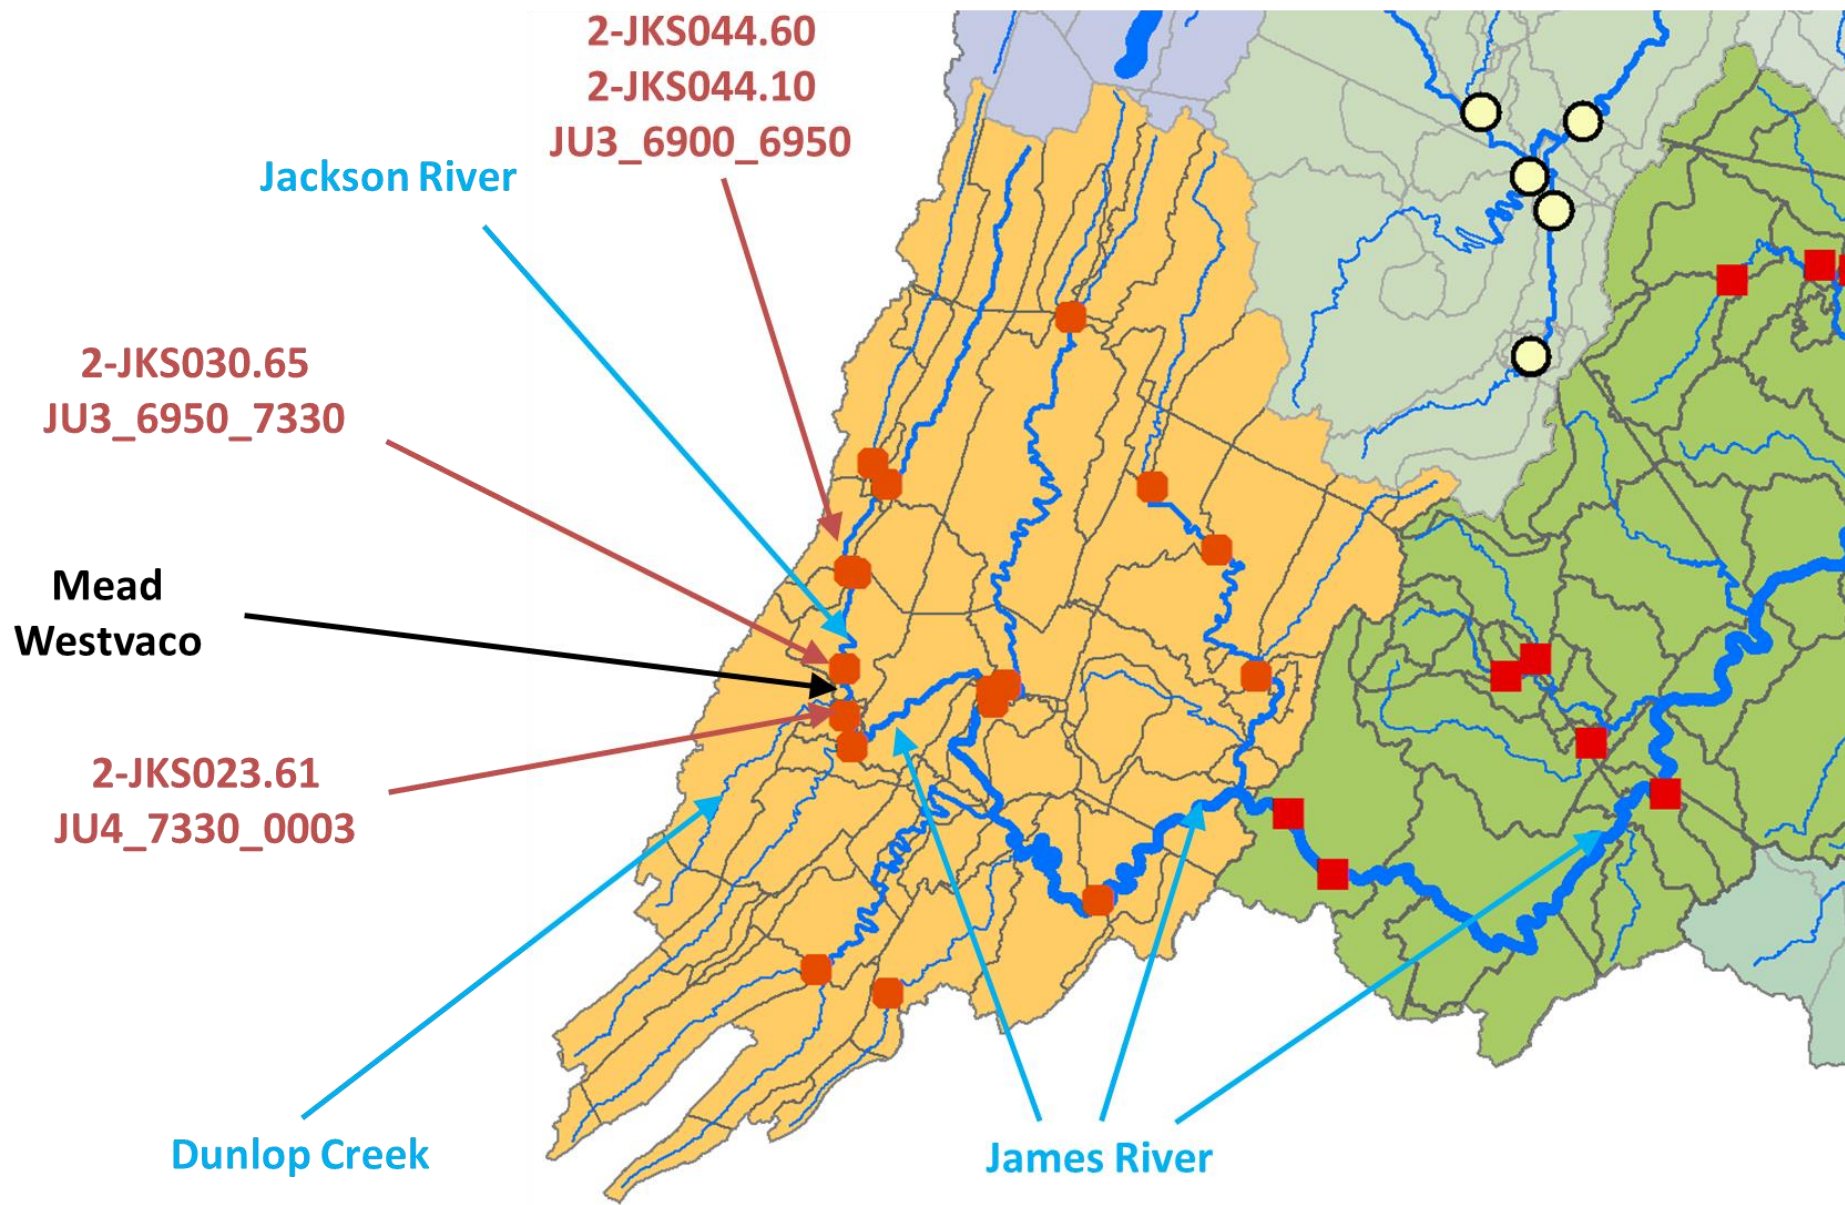 2-JKS044.60
2-JKS044.10
JU3_6900_6950
Jackson River
2-JKS030.65
JU3_6950_7330
Mead
Westvaco
2-JKS023.61
JU4_7330_0003
Dunlop Creek
James River